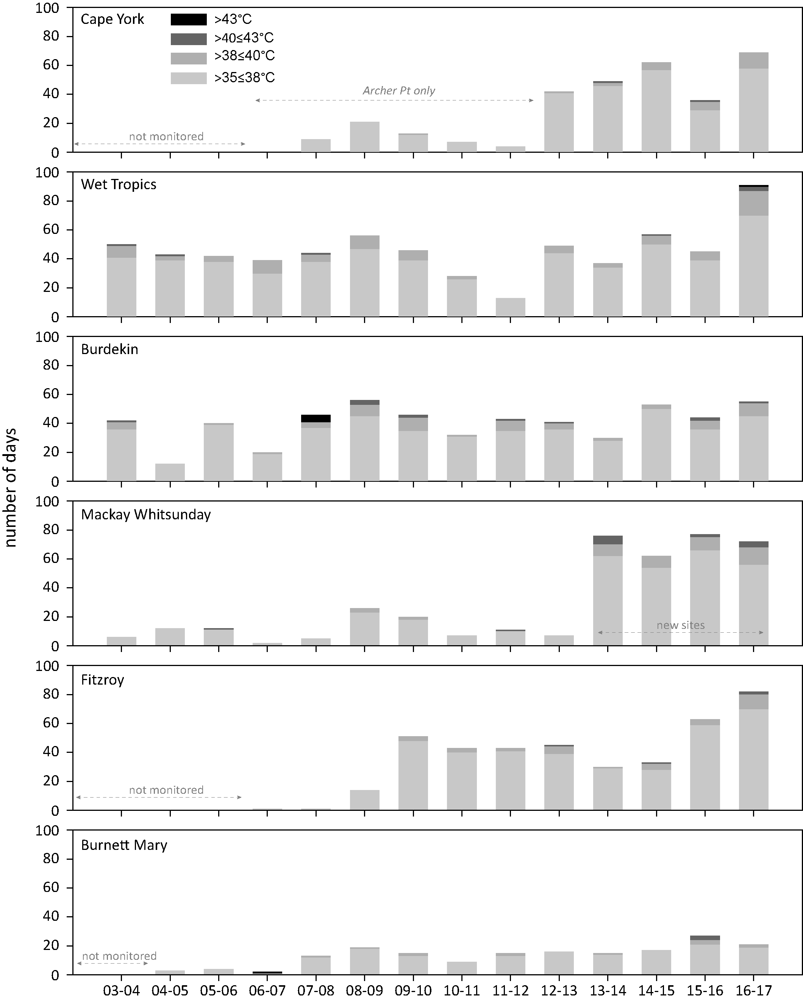 number of days
100
80
60
40
20
0
Cape York
>43°C
>40≤43°C
>38≤40°C
>35≤38°C
Archer Pt only
not monitored
100
80
60
40
20
0
Wet Tropics
100
80
60
40
20
0
Burdekin
100
80
60
40
20
0
Mackay Whitsunday
new sites
100
80
60
40
20
0
Fitzroy
not monitored
100
80
60
40
20
0
Burnett Mary
not monitored
03-04 04-05 05-06 06-07 07-08 08-09 09-10 10-11 11-12 12-13 13-14 14-15 15-16 16-17